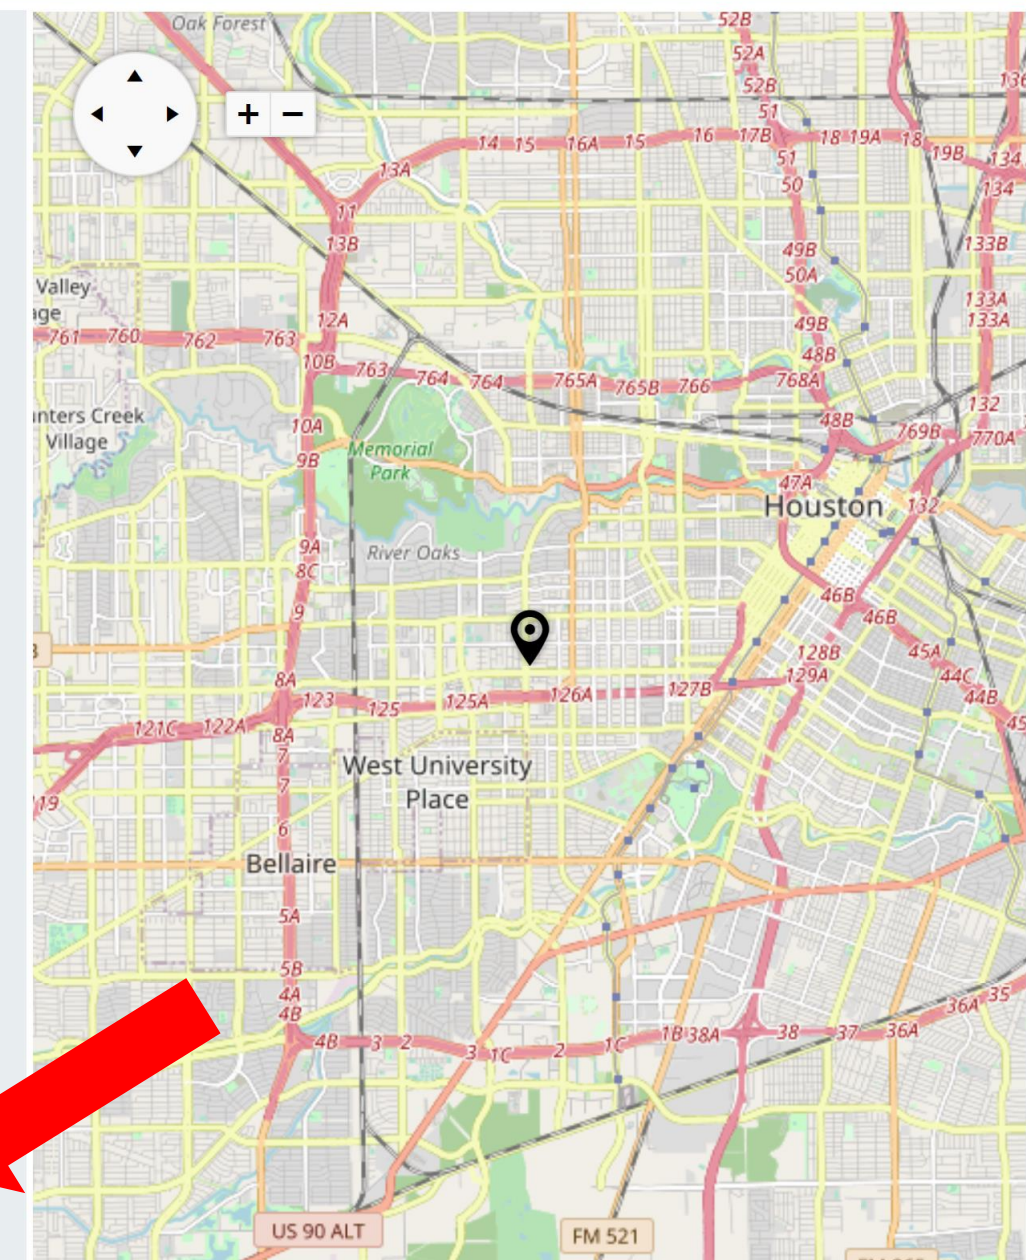 Oak Forest
52B
52A
52B
51
14 15 16A 15 16 17B 18 19A 18
136
13A
51
19B
134
50
134
11
13B
49B
133B
50A
Valley
age
12A
49B
133A
133A
761 760 762 763
10B
48B
763 764 764 765A 765B 766 768A
132
unters Creek
Village
10A
48B
769B
770A
9B
Memorial
Park
47A
Houston
132
9A
River Oaks
8C
9
46B
46B
128B
45A
8A
129A
44C
123 125 125A 126A 127B
44B
121C 122A
8A
45
7
West University
Place
7
19
6
Bellaire
5A
5B
4A
4B
36A 35
4B 3 2 3 1C 2 1C 1B 38A 38 37 36A
US 90 ALT
FM 521